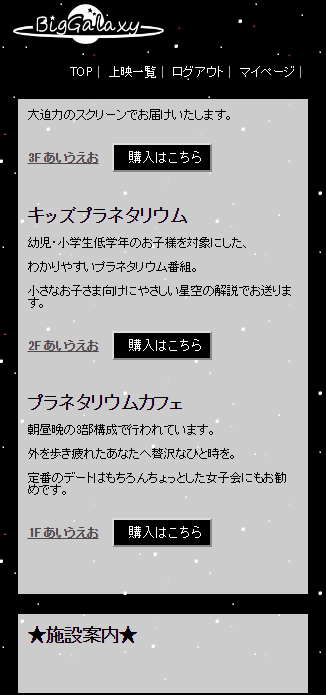 BigGalaxy
TOP｜ 上映一覧｜ ログアウト｜ マイページ｜
大迫力のスクリーンでお届けいたします。
3F あいうえお 購入はこちら
キッズプラネタリウム
幼児・小学生低学年のお子様を対象にした、
わかりやすいプラネタリウム番組。
小さなお子さま向けにやさしい星空の解説でお送りま
す。
2F あいうえお 購入はこちら
プラネタリウムカフェ
朝昼晩の3部構成で行われています。
外を歩き疲れたあなたへ贅沢なひと時を。
定番のデートはもちろんちょっとした女子会にもお勧
めです。
1F あいうえお 購入はこちら
★施設案内★